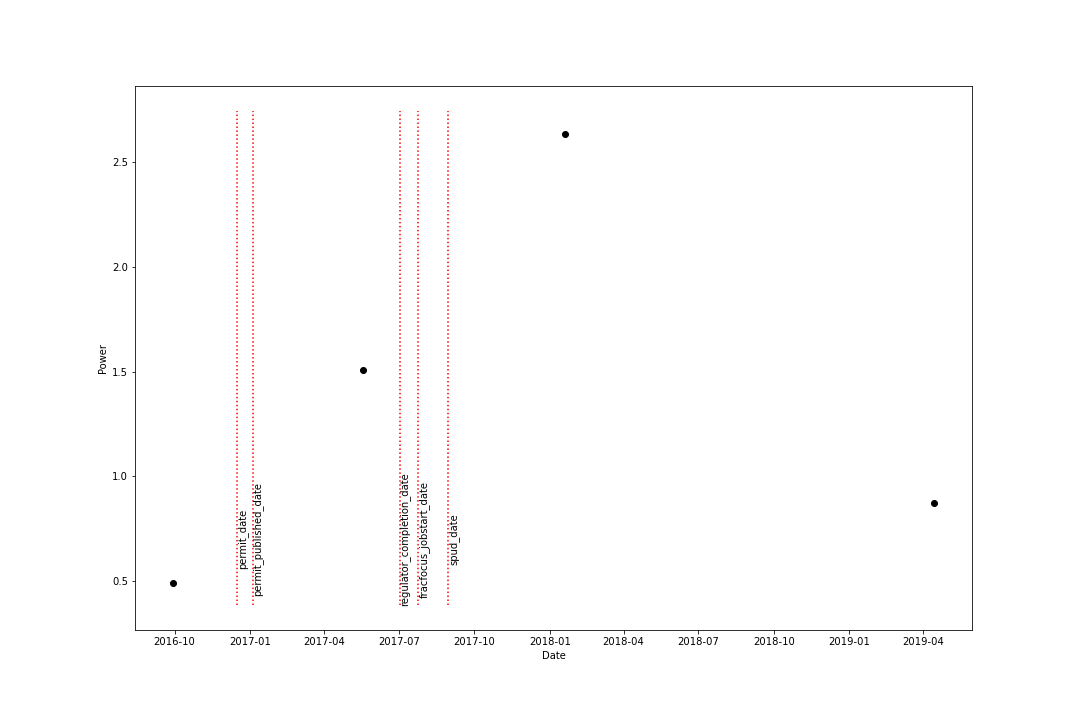 2.5
2.0
1.5
1.0
0.5
Power
permit_date
permit_published_date
regulator_completion_date
fracfocus_jobstart_date
spud_date
2016-10 2017-01 2017-04 2017-07 2017-10 2018-01 2018-04 2018-07 2018-10 2019-01 2019-04
Date